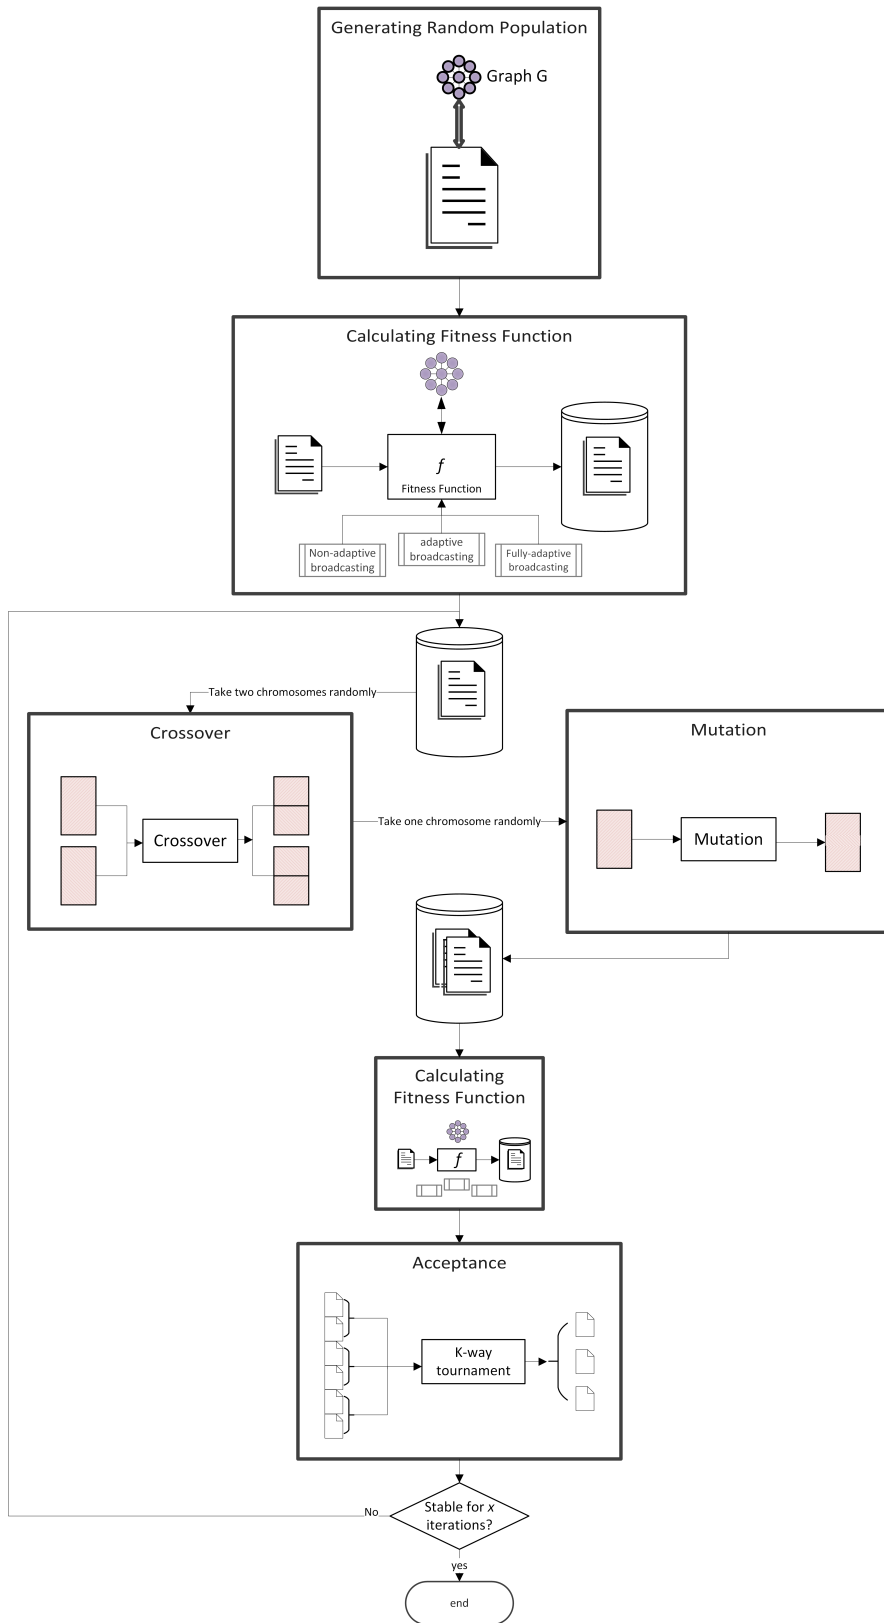 Generating Random Population
Graph G
Calculating Fitness Function
f
Fitness Function
Non-adaptive
broadcasting
adaptive
broadcasting
Fully-adaptive
broadcasting
Take two chromosomes randomly
Crossover
Crossover
Take one chromosome randomly
Mutation
Mutation
Calculating
Fitness Function
f
Acceptance
K-way
tournament
Stable for x
iterations?
No
yes
end